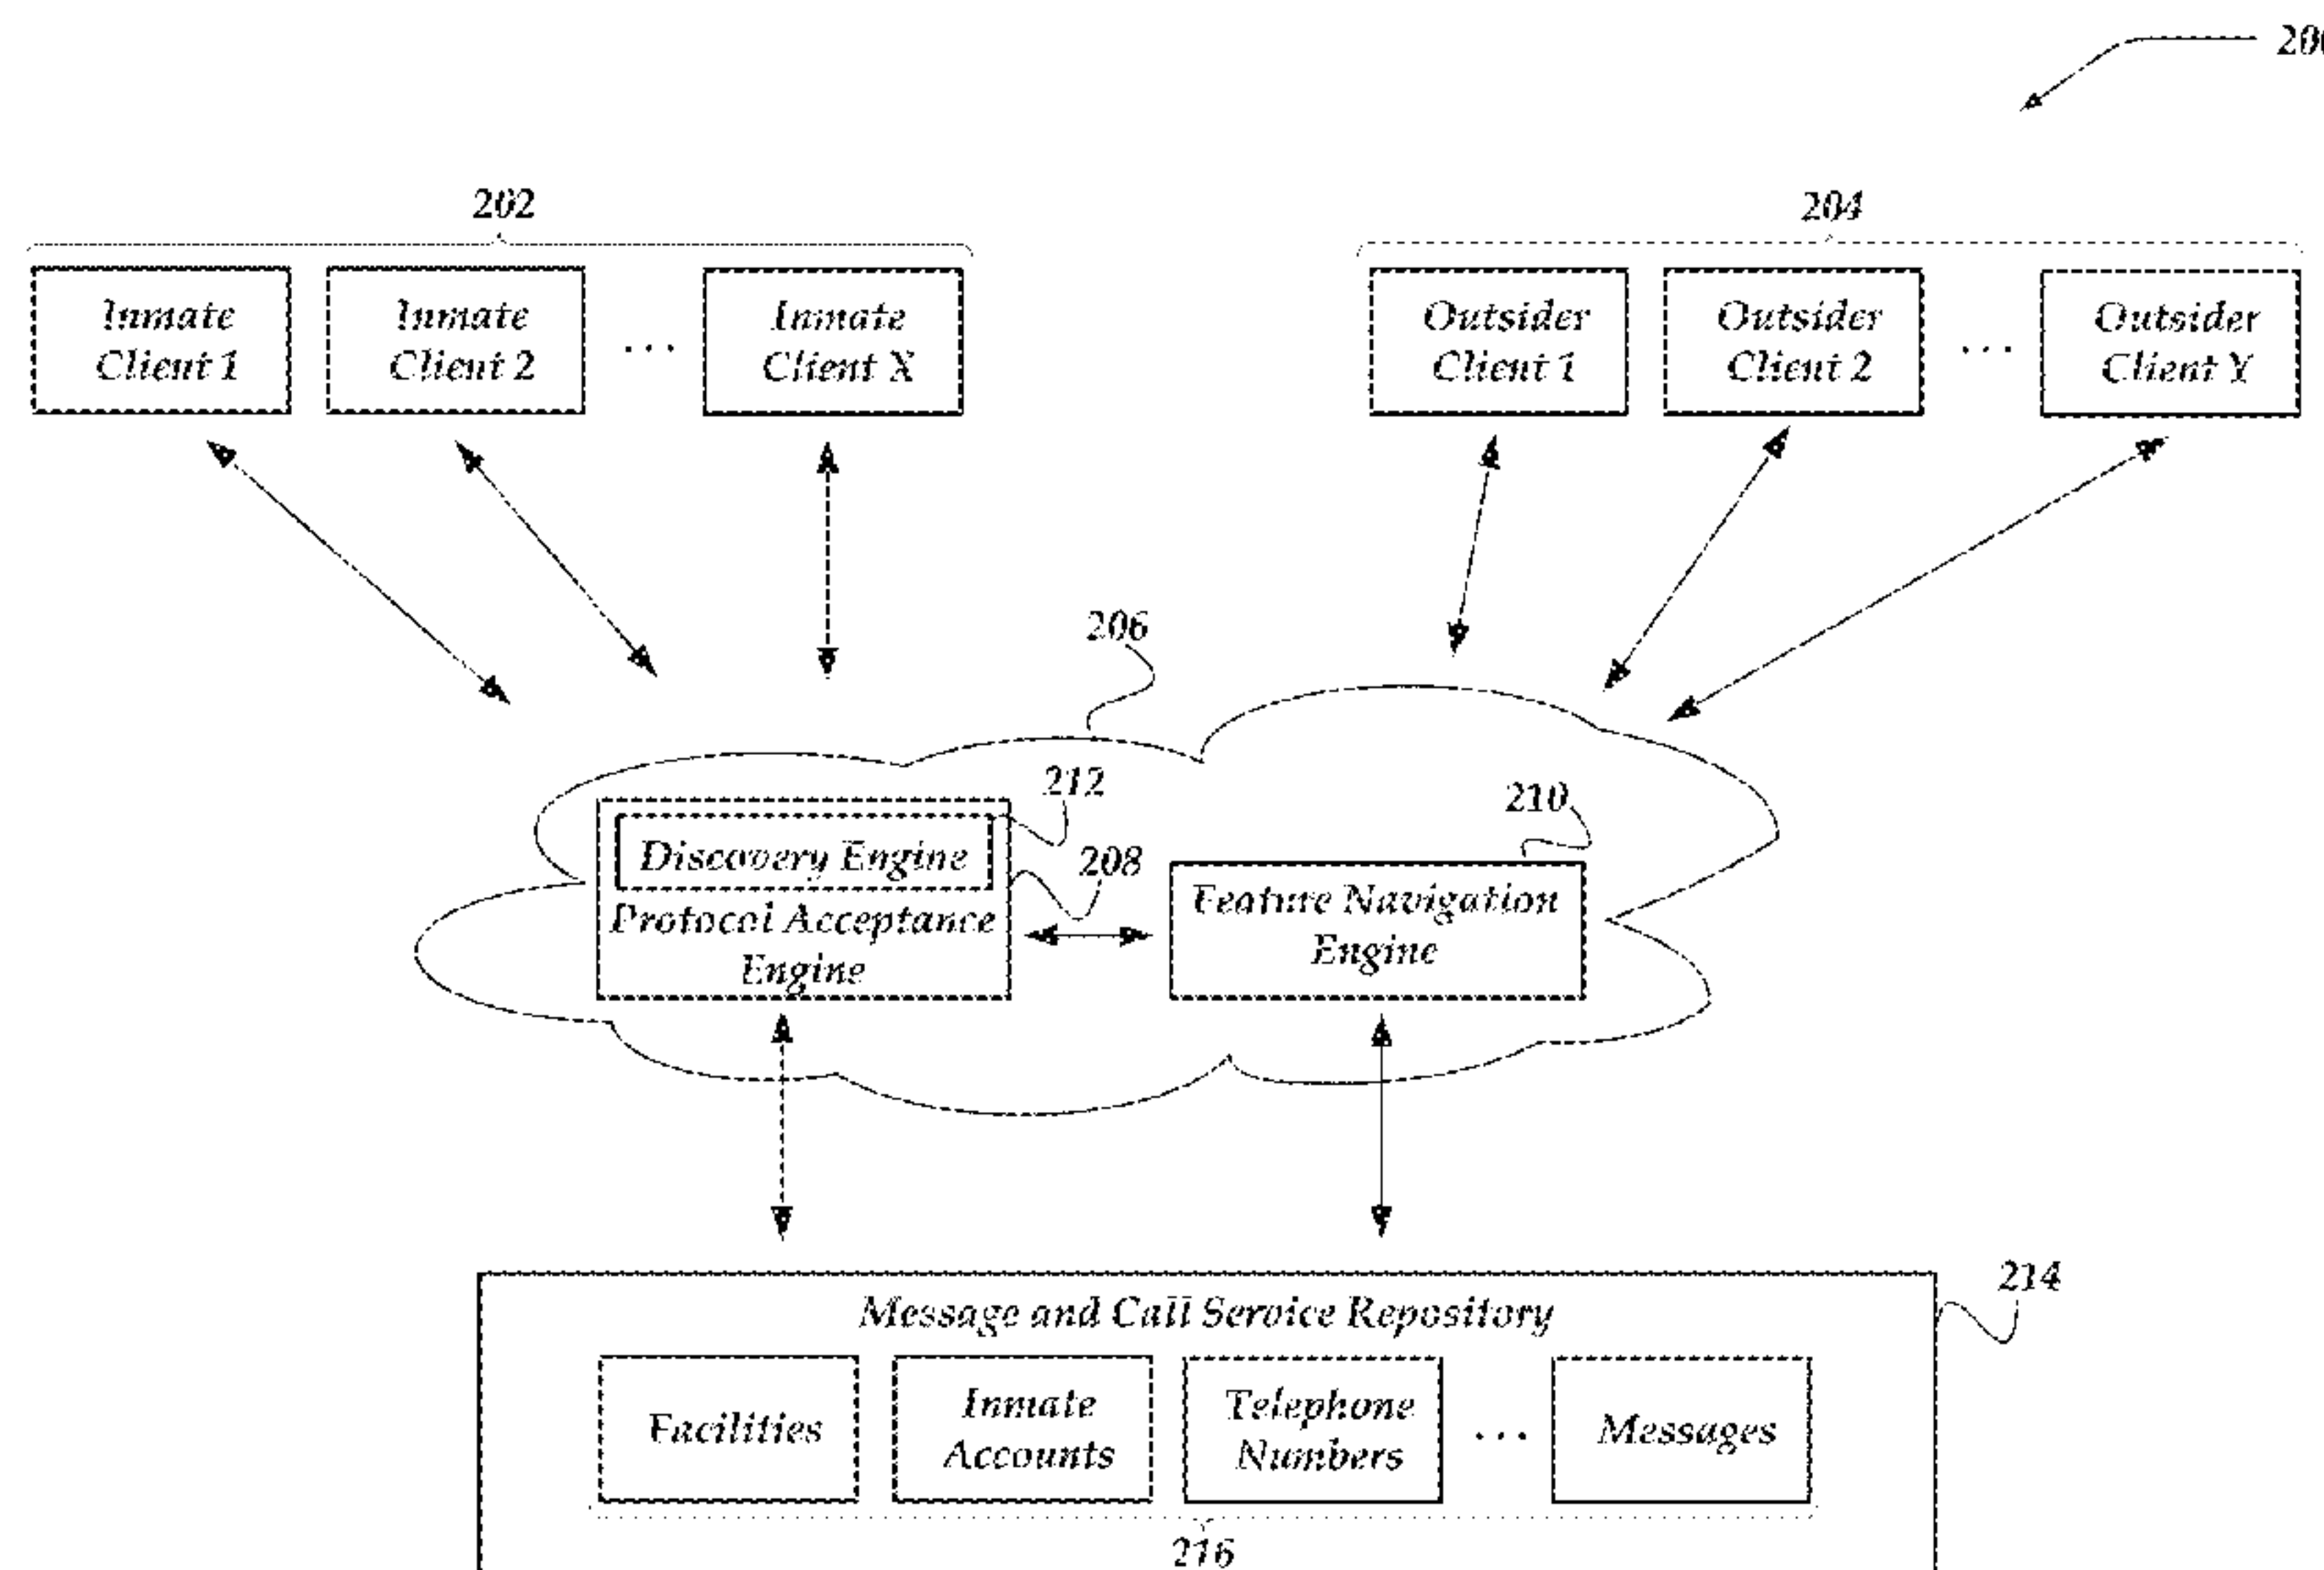 202
204
Inmate
Client 1
Inmate
Client 2
...
Inmate
Client X
Outsider
Client 1
Outsider
Client 2
...
Outsider
Client Y
206
212
210
Discovery Engine
208
Protocol Acceptance
Engine
Feature Navigation
Engine
214
Message and Call Service Repository
Facilities
Inmate
Accounts
Telephone
Numbers
...
Messages
216